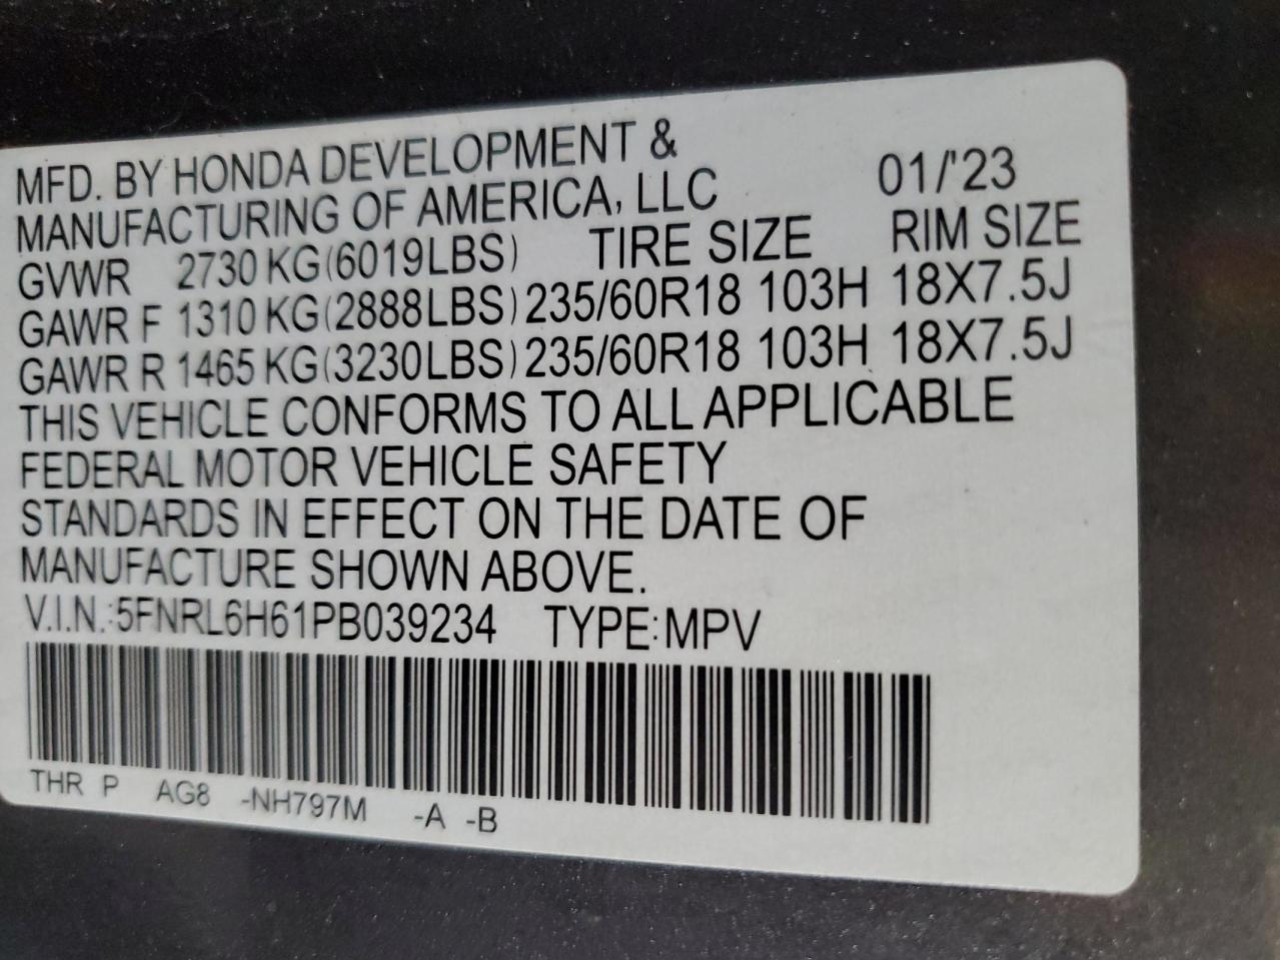 MFD. BY HONDA DEVELOPMENT &
MANUFACTURING OF AMERICA, LLC 01/'23
GVWR 2730 KG(6019LBS) TIRE SIZE RIM SIZE
GAWR F 1310 KG(2888LBS) 235/60R18 103H 18X7.5J
GAWR R 1465 KG(3230LBS) 235/60R18 103H 18X7.5J
THIS VEHICLE CONFORMS TO ALL APPLICABLE
FEDERAL MOTOR VEHICLE SAFETY
STANDARDS IN EFFECT ON THE DATE OF
MANUFACTURE SHOWN ABOVE.
V.I.N.:5FNRL6H61PB039234 TYPE:MPV
THR P AG8 -NH797M -A -B